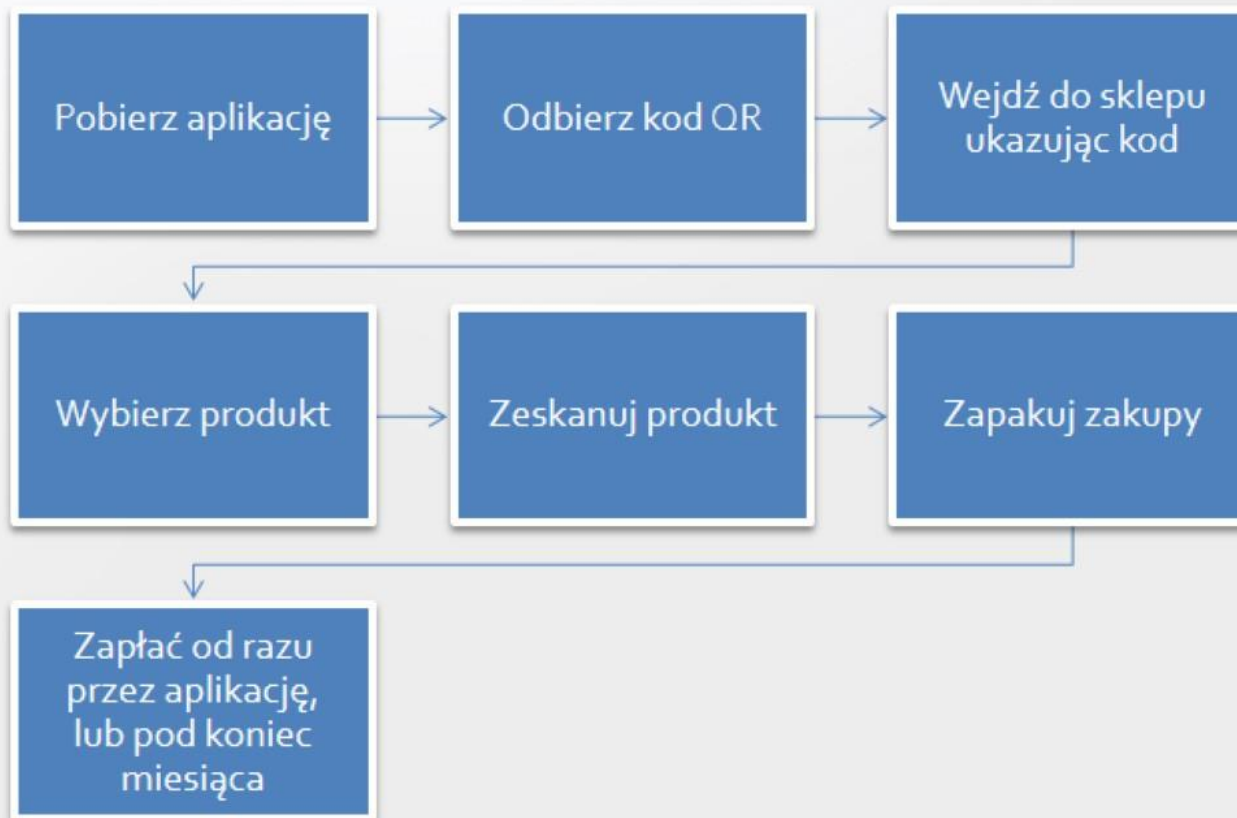 Pobierz aplikację
Odbierz kod QR
Wejdź do sklepu
ukazując kod
Wybierz produkt
Zeskanuj produkt
Zapakuj zakupy
Zapłać od razu
przez aplikację,
lub pod koniec
miesiąca